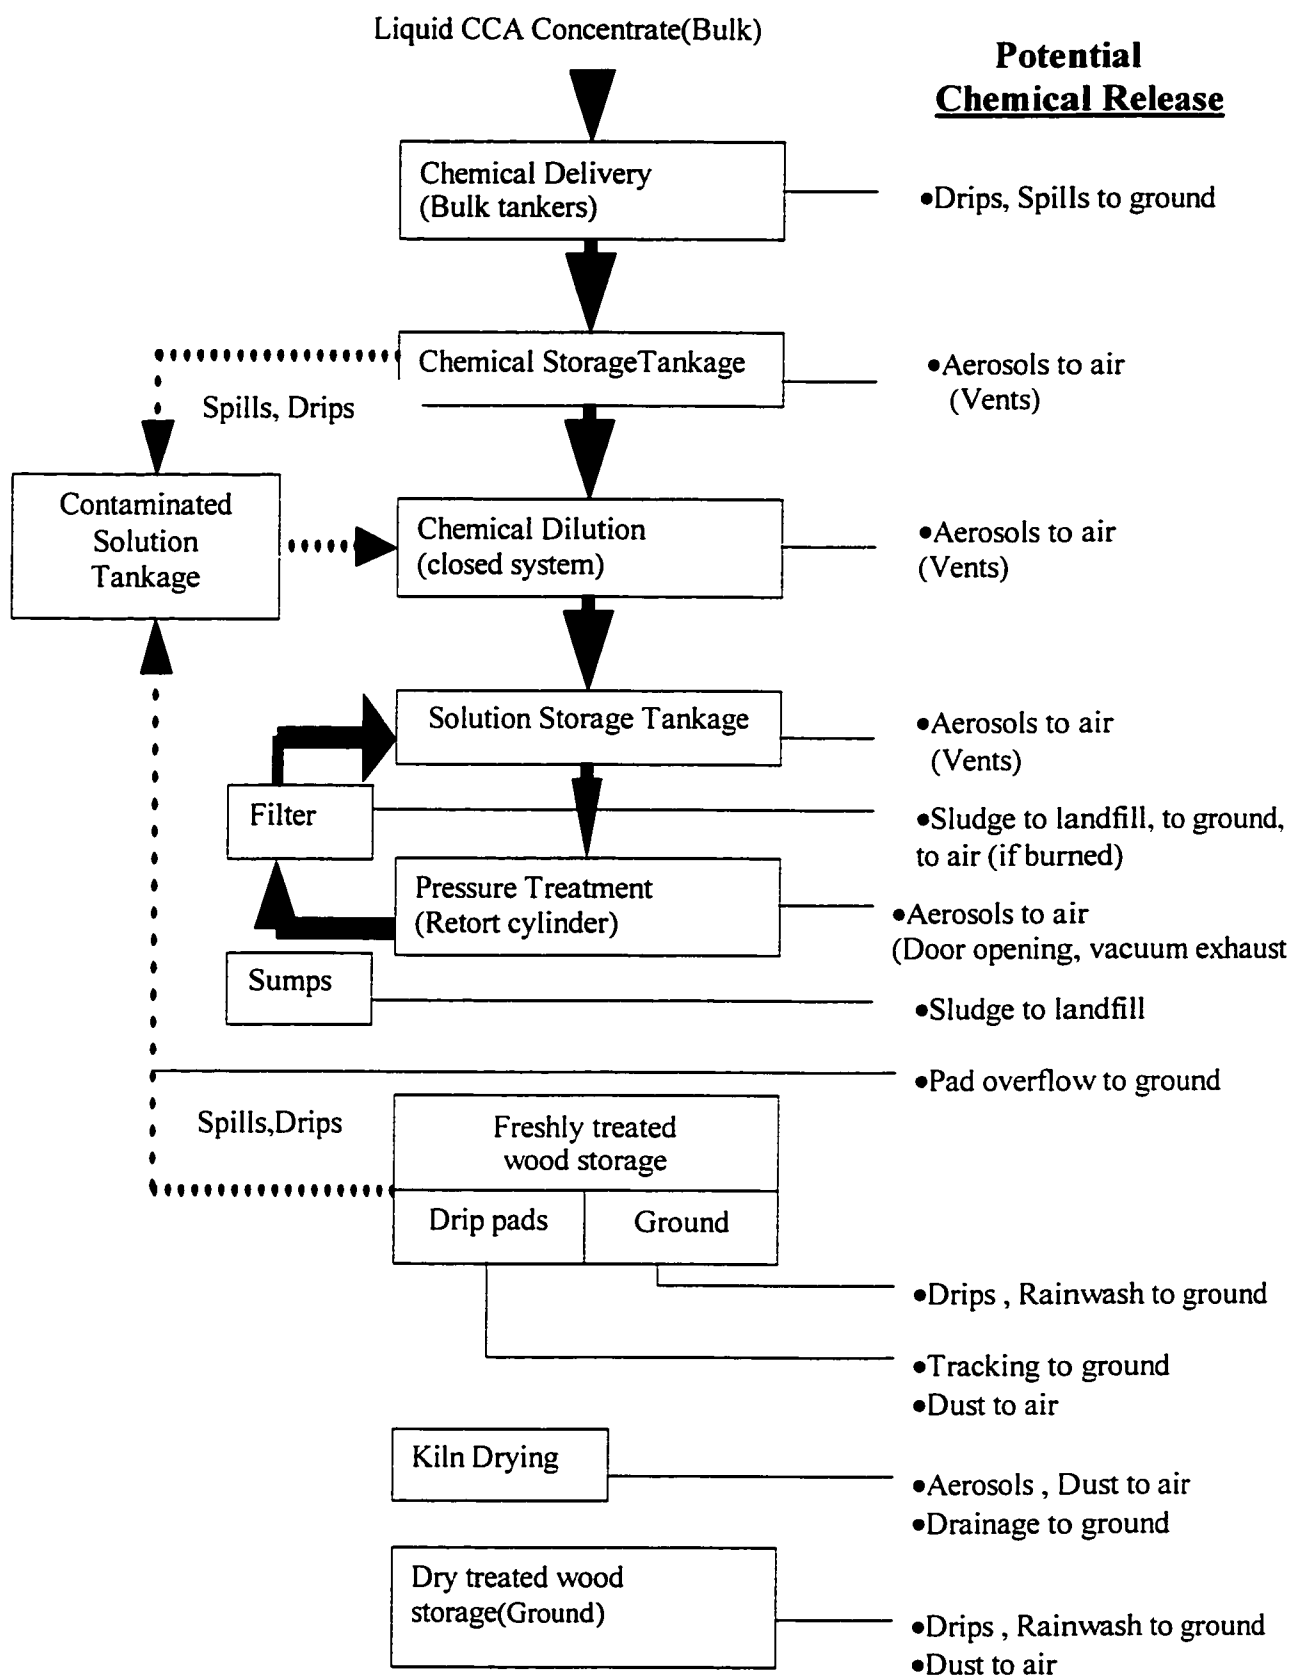 Liquid CCA Concentrate(Bulk)
Potential
Chemical Release
Chemical Delivery
(Bulk tankers)
•Drips, Spills to ground
Chemical StorageTankage
•Aerosols to air
(Vents)
Spills, Drips
Contaminated
Solution
Tankage
Chemical Dilution
(closed system)
•Aerosols to air
(Vents)
Solution Storage Tankage
•Aerosols to air
(Vents)
Filter
•Sludge to landfill, to ground,
to air (if burned)
Pressure Treatment
(Retort cylinder)
•Aerosols to air
(Door opening, vacuum exhaust
Sumps
•Sludge to landfill
•Pad overflow to ground
Spills,Drips
Freshly treated
wood storage
Drip pads
Ground
•Drips , Rainwash to ground
•Tracking to ground
•Dust to air
Kiln Drying
•Aerosols , Dust to air
•Drainage to ground
Dry treated wood
storage(Ground)
•Drips , Rainwash to ground
•Dust to air